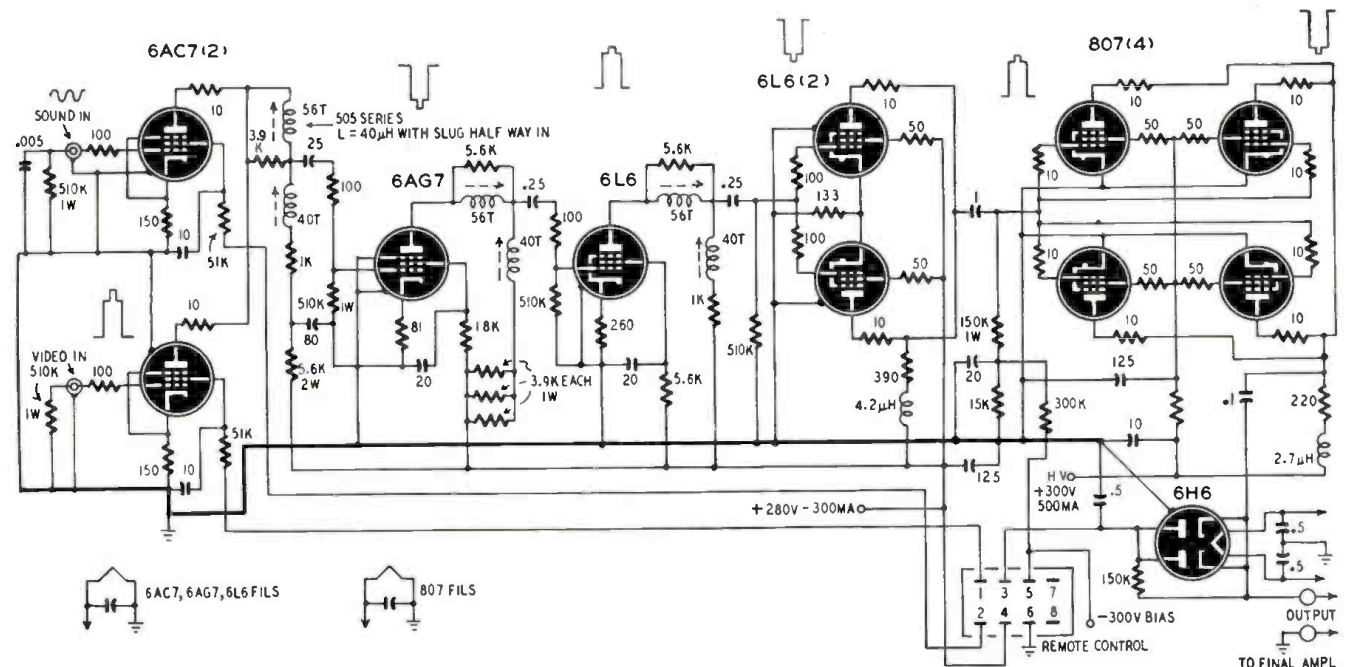 6AC7(2)
6L6(2)
807(4)
SOUND IN
.005
100
510K
1W
10
150
10
51K
3.9
K
56T
505 SERIES
L = 40µH WITH SLUG HALF WAY IN
25
40T
100
1K
510K
1W
80
5.6K
2W
6AG7
5.6K
56T
.25
40T
81
20
18K
3.9K EACH
1W
6L6
100
510K
260
20
5.6K
5.6K
56T
.25
40T
1K
510K
100
133
100
10
50
50
10
390
4.2µH
1
150K
1W
20
15K
300K
125
10
50
50
10
10
10
10
50
50
10
10
10
125
10
.1
220
2.7µH
VIDEO IN
510K
1W
100
10
150
10
51K
+280V-300MA
HV
+300V
500MA
.5
6H6
150K
.5
.5
OUTPUT
TO FINAL AMPL
1 3 5 7
2 4 6 8
-300V BIAS
REMOTE CONTROL
6AC7, 6AG7, 6L6 FILS
807 FILS